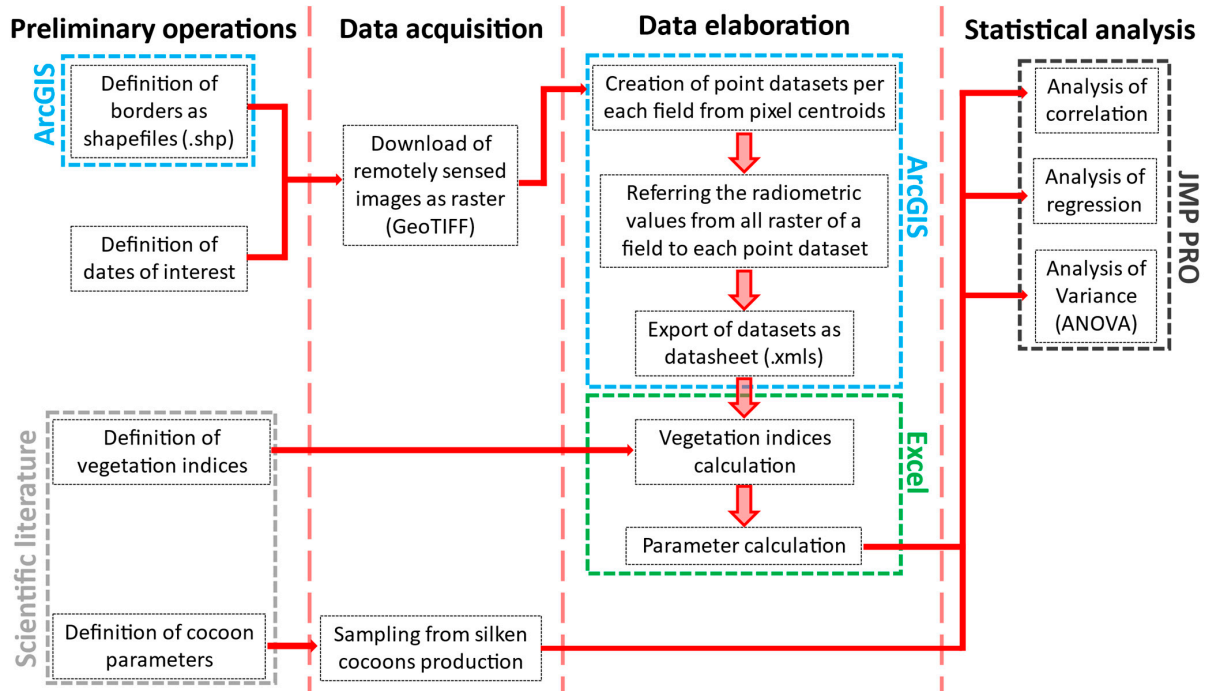 Preliminary operations
Data acquisition
Data elaboration
Statistical analysis
ArcGIS
Definition of
borders as
shapefiles (.shp)
Definition of
dates of interest
Scientific literature
Definition of
vegetation indices
Definition of cocoon
parameters
Download of
remotely sensed
images as raster
(GeoTIFF)
Sampling from silken
cocoons production
Creation of point datasets per
each field from pixel centroids
Referring the radiometric
values from all raster of a
field to each point dataset
Export of datasets as
datasheet (.xmls)
ArcGIS
Vegetation indices
calculation
Parameter calculation
Excel
Analysis of
correlation
Analysis of
regression
Analysis of
Variance
(ANOVA)
JMP PRO